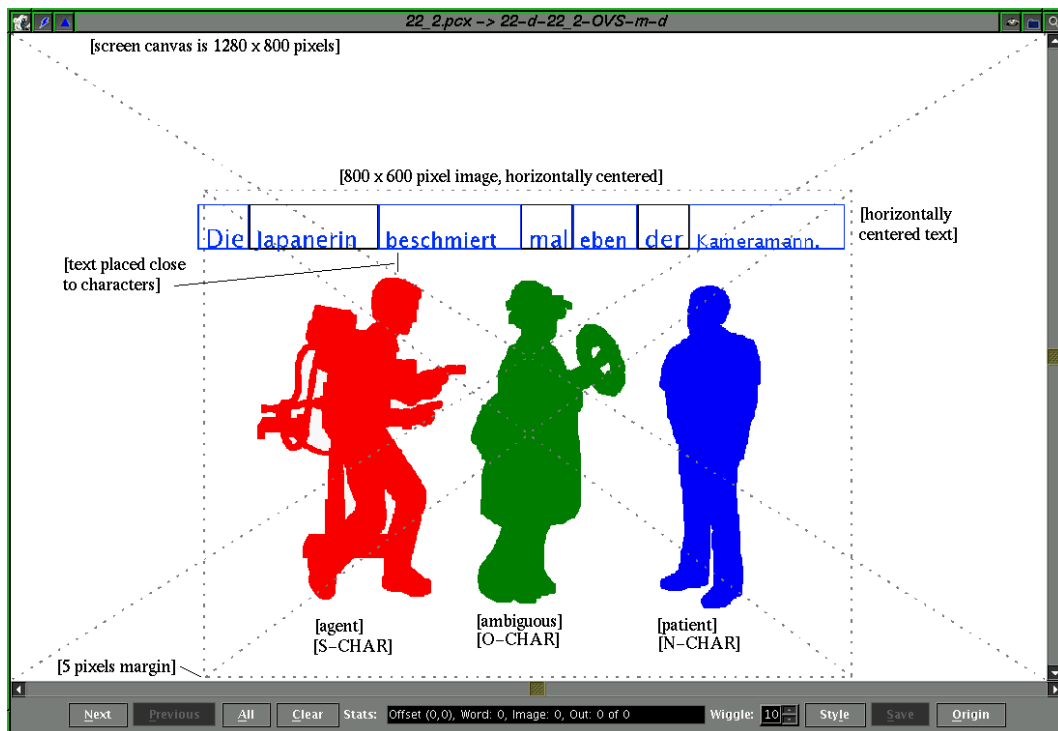 22_2.pcx -> 22-d-22_2-OVS-m-d
[screen canvas is 1280 x 800 pixels]
[800 x 600 pixel image, horizontally centered]
Die Japanerin beschmiert mal eben der Kameramann.
[horizontally
centered text]
[text placed close
to characters]
[agent]
[S-CHAR]
[ambiguous]
[O-CHAR]
[patient]
[N-CHAR]
[5 pixels margin]
Next Previous All Clear Stats: Offset (0,0), Word: 0, Image: 0, Out: 0 of 0 Wiggle: 10 Style Save Origin